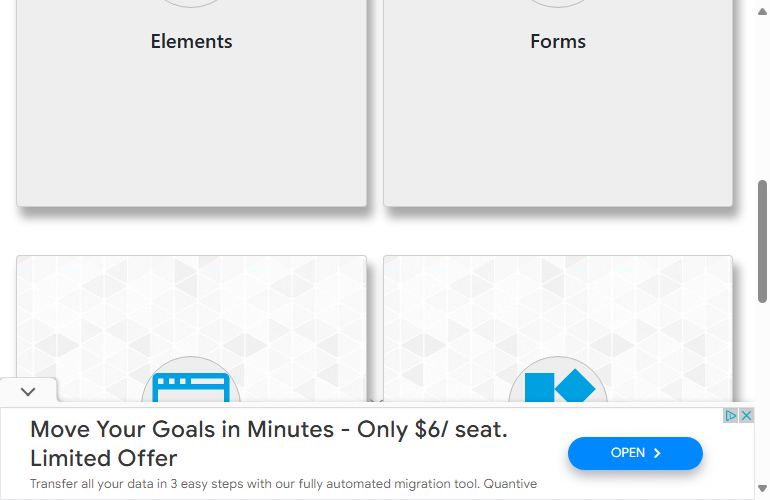 Elements
Forms
Move Your Goals in Minutes - Only $6/ seat.
Limited Offer
OPEN
Transfer all your data in 3 easy steps with our fully automated migration tool. Quantive